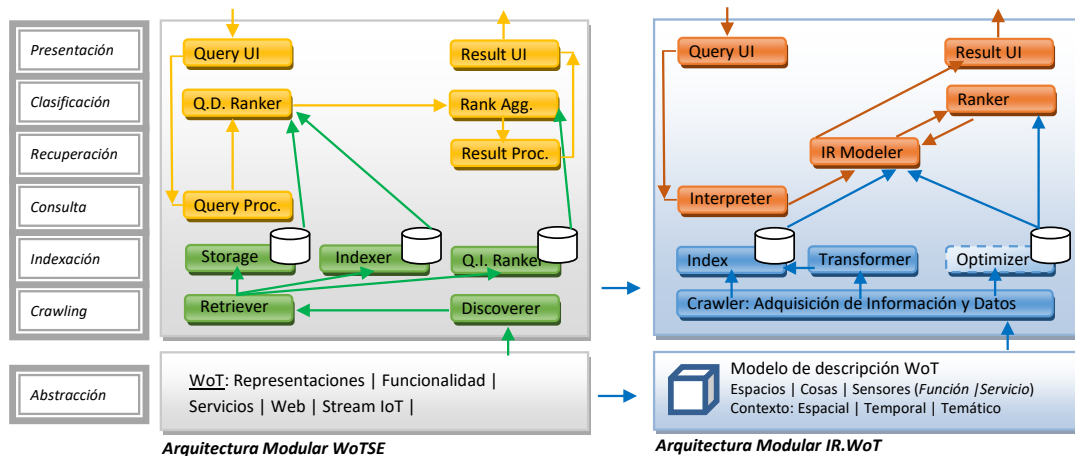 Presentación
Clasificación
Recuperación
Consulta
Indexación
Crawling
Abstracción
Query UI
Result UI
Q.D. Ranker
Rank Agg.
Result Proc.
Query Proc.
Storage
Indexer
Q.I. Ranker
Retriever
Discoverer
WoT: Representaciones | Funcionalidad |
Servicios | Web | Stream IoT |
Arquitectura Modular WoTSE
Query UI
Result UI
Ranker
IR Modeler
Interpreter
Index
Transformer
Optimizer
Crawler: Adquisición de Información y Datos
Modelo de descripción WoT
Espacios | Cosas | Sensores (Función |Servicio)
Contexto: Espacial | Temporal | Temático
Arquitectura Modular IR.WoT